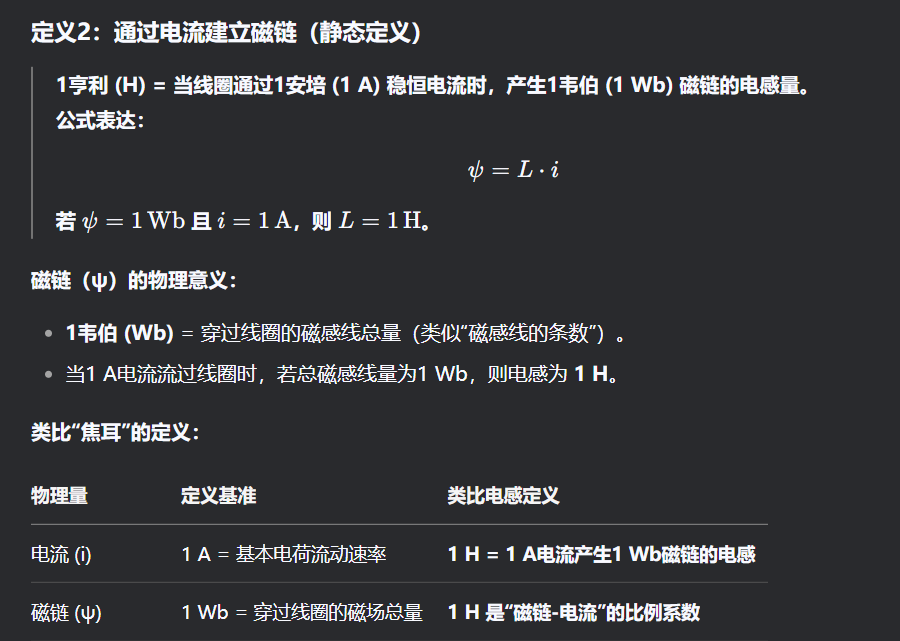 定义2：通过电流建立磁链（静态定义）
1亨利 (H) = 当线圈通过1安培 (1 A) 稳恒电流时，产生1韦伯 (1 Wb) 磁链的电感量。
公式表达：
ψ = L · i
若 ψ = 1 Wb 且 i = 1 A，则 L = 1 H。
磁链（ψ）的物理意义：
• 1韦伯 (Wb) = 穿过线圈的磁感线总量（类似“磁感线的条数”）。
• 当1 A电流流过线圈时，若总磁感线量为1 Wb，则电感为 1 H。
类比“焦耳”的定义：
物理量 定义基准 类比电感定义
电流 (i) 1 A = 基本电荷流动速率 1 H = 1 A电流产生1 Wb磁链的电感
磁链 (ψ) 1 Wb = 穿过线圈的磁场总量 1 H 是“磁链-电流”的比例系数